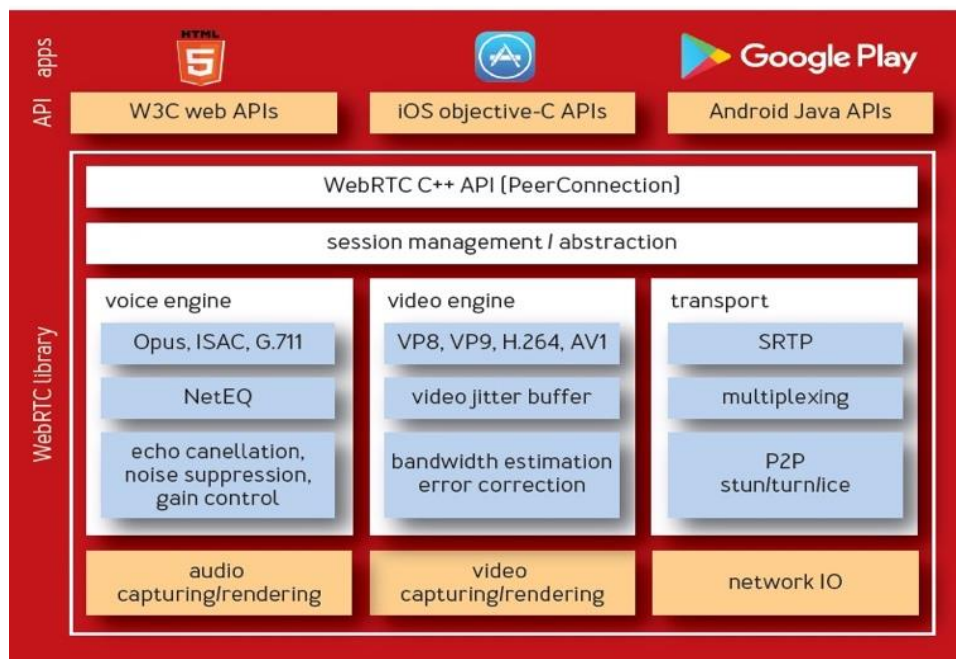 apps
HTML
5
Google Play
API
W3C web APIs
iOS objective-C APIs
Android Java APIs
WebRTC library
WebRTC C++ API (PeerConnection)
session management / abstraction
voice engine
Opus, ISAC, G.711
NetEQ
echo canellation,
noise suppression,
gain control
video engine
VP8, VP9, H.264, AV1
video jitter buffer
bandwidth estimation
error correction
transport
SRTP
multiplexing
P2P
stun/turn/ice
audio
capturing/rendering
video
capturing/rendering
network IO